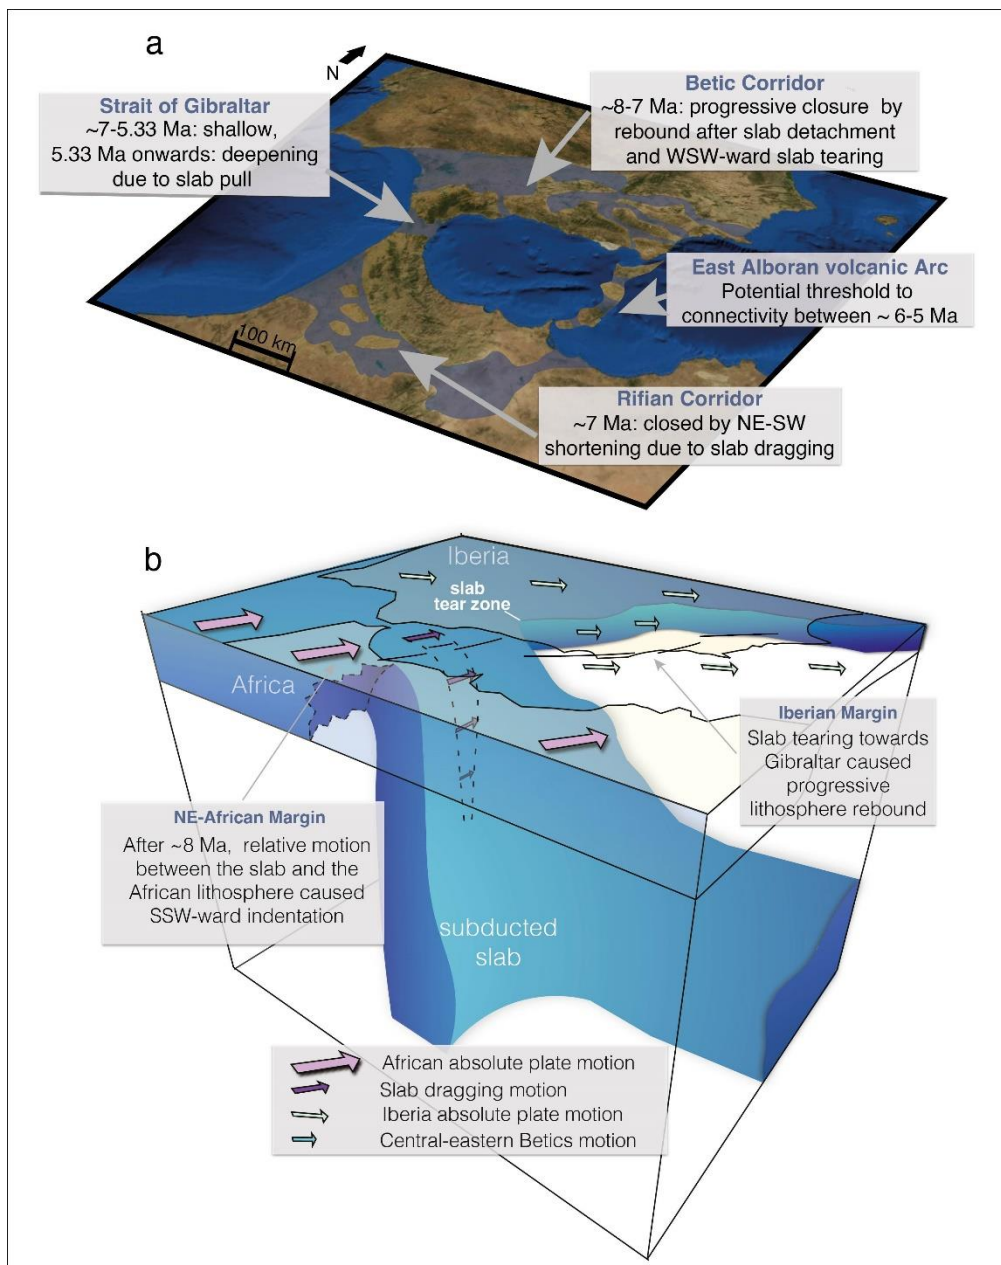 a
N
Strait of Gibraltar
~7-5.33 Ma: shallow,
5.33 Ma onwards: deepening
due to slab pull
Betic Corridor
~8-7 Ma: progressive closure by
rebound after slab detachment
and WSW-ward slab tearing
East Alboran volcanic Arc
Potential threshold to
connectivity between ~ 6-5 Ma
100 km
Rifian Corridor
~7 Ma: closed by NE-SW
shortening due to slab dragging
b
Iberia
slab
tear zone
Africa
Iberian Margin
Slab tearing towards
Gibraltar caused
progressive
lithosphere rebound
NE-African Margin
After ~8 Ma, relative motion
between the slab and the
African lithosphere caused
SSW-ward indentation
subducted
slab
African absolute plate motion
Slab dragging motion
Iberia absolute plate motion
Central-eastern Betics motion